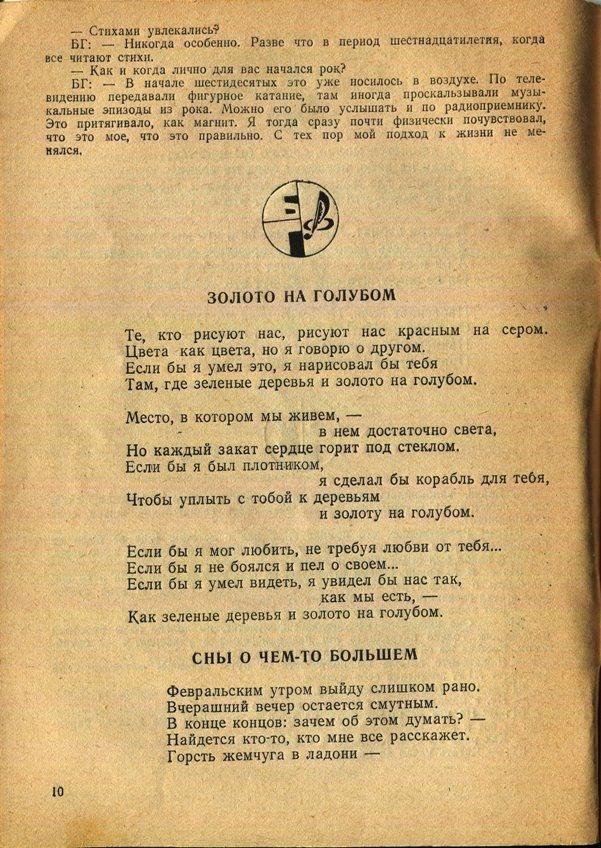 — Стихами увлекались?
БГ: — Никогда особенно. Разве что в период шестнадцатилетия, когда
все читают стихи.
— Как и когда лично для вас начался рок?
БГ: — В начале шестидесятых это уже носилось в воздухе. По теле-
видению передавали фигурное катание, там иногда проскальзывали музы-
кальные эпизоды из рока. Можно его было услышать и по радиоприемнику.
Это притягивало, как магнит. Я тогда сразу почти физически почувствовал,
что это мое, что это правильно. С тех пор мой подход к жизни не ме-
нялся.
ЗОЛОТО НА ГОЛУБОМ
Те, кто рисуют нас, рисуют нас красным на сером.
Цвета как цвета, но я говорю о другом.
Если бы я умел это, я нарисовал бы тебя
Там, где зеленые деревья и золото на голубом.
Место, в котором мы живем, —
в нем достаточно света,
Но каждый закат сердце горит под стеклом.
Если бы я был плотником,
я сделал бы корабль для тебя,
Чтобы уплыть с тобой к деревьям
и золоту на голубом.
Если бы я мог любить, не требуя любви от тебя...
Если бы я не боялся и пел о своем...
Если бы я умел видеть, я увидел бы нас так,
как мы есть, —
Как зеленые деревья и золото на голубом.
СНЫ О ЧЕМ-ТО БОЛЬШЕМ
Февральским утром выйду слишком рано.
Вчерашний вечер остается смутным.
В конце концов: зачем об этом думать? —
Найдется кто-то, кто мне все расскажет.
Горсть жемчуга в ладони —
10